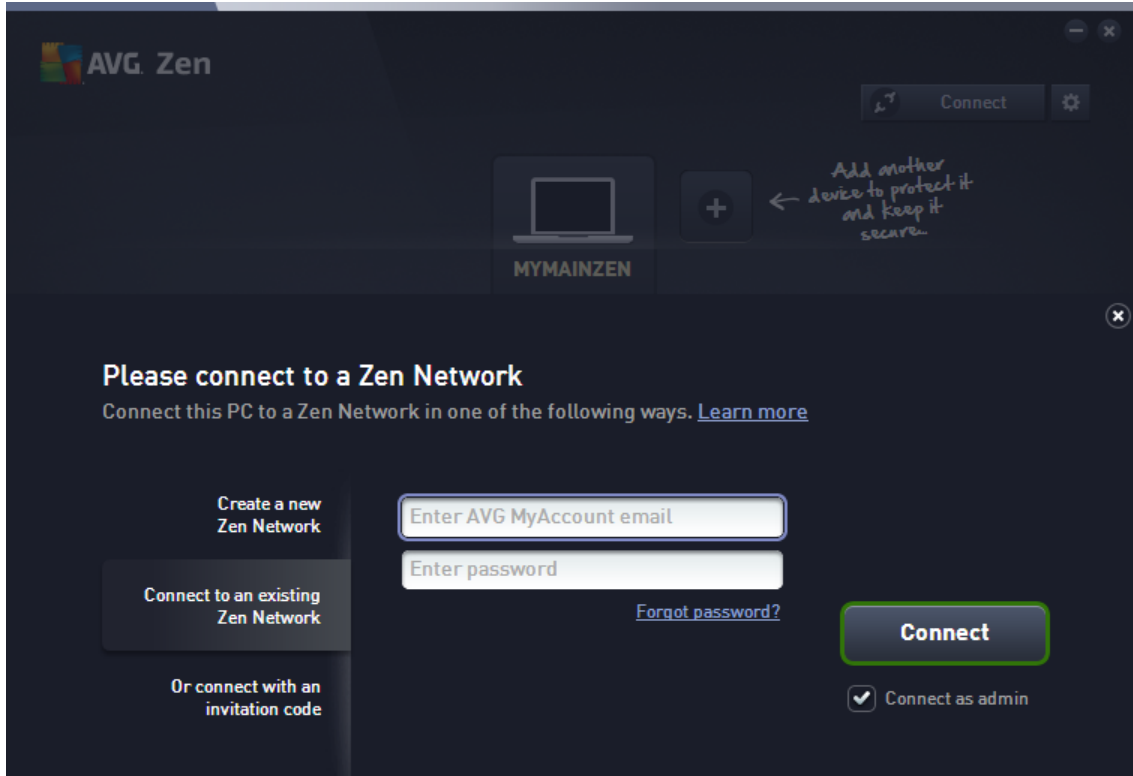 AVG. Zen
Connect
Add another
device to protect it
and keep it
secure...
MYMAINZEN
Please connect to a Zen Network
Connect this PC to a Zen Network in one of the following ways. Learn more
Create a new
Zen Network
Enter AVG MyAccount email
Enter password
Connect to an existing
Zen Network
Forgot password?
Connect
Or connect with an
invitation code
Connect as admin